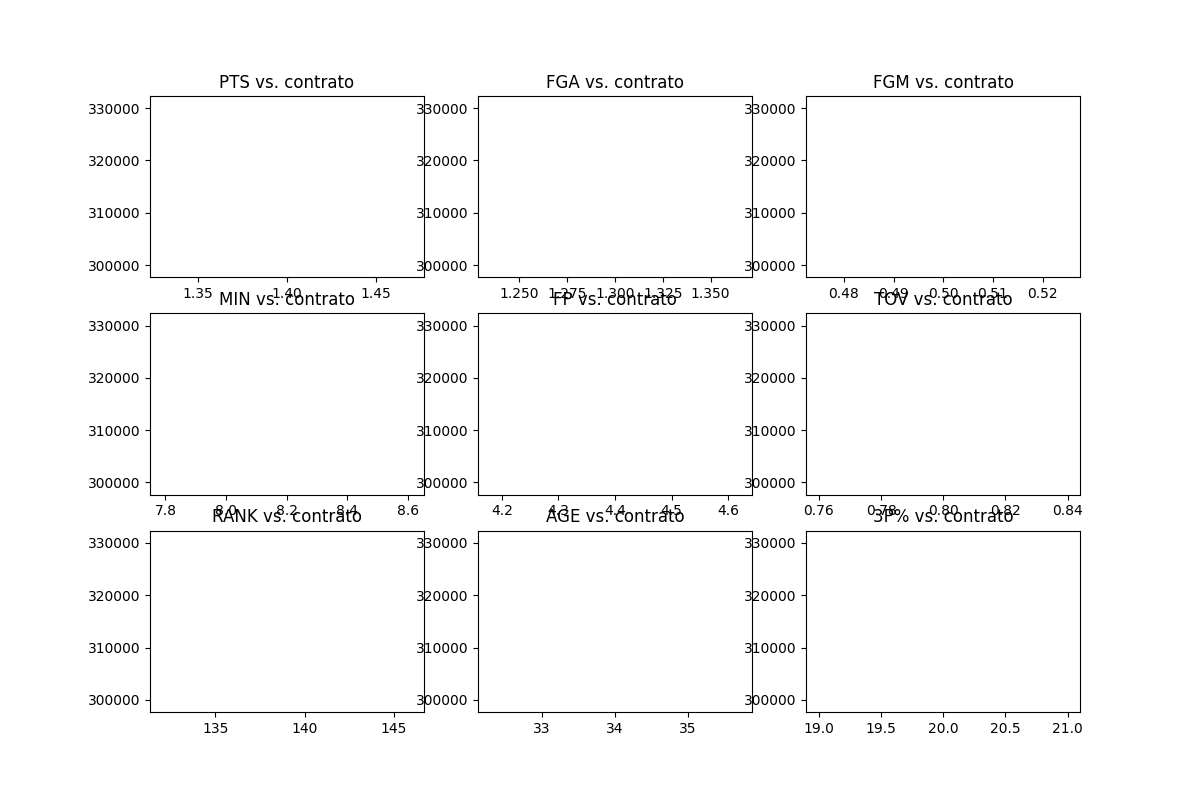 PTS vs. contrato
FGA vs. contrato
FGM vs. contrato
330000
320000
310000
300000
1.35 1.40 1.45
330000
320000
310000
300000
1.250 1.275 1.300 1.325 1.350
330000
320000
310000
300000
0.48 0.49 0.50 0.51 0.52
MIN vs. contrato
FP vs. contrato
TOV vs. contrato
330000
320000
310000
300000
7.8 8.0 8.2 8.4 8.6
330000
320000
310000
300000
4.2 4.3 4.4 4.5 4.6
330000
320000
310000
300000
0.76 0.78 0.80 0.82 0.84
RANK vs. contrato
AGE vs. contrato
3P% vs. contrato
330000
320000
310000
300000
135 140 145
330000
320000
310000
300000
33 34 35
330000
320000
310000
300000
19.0 19.5 20.0 20.5 21.0